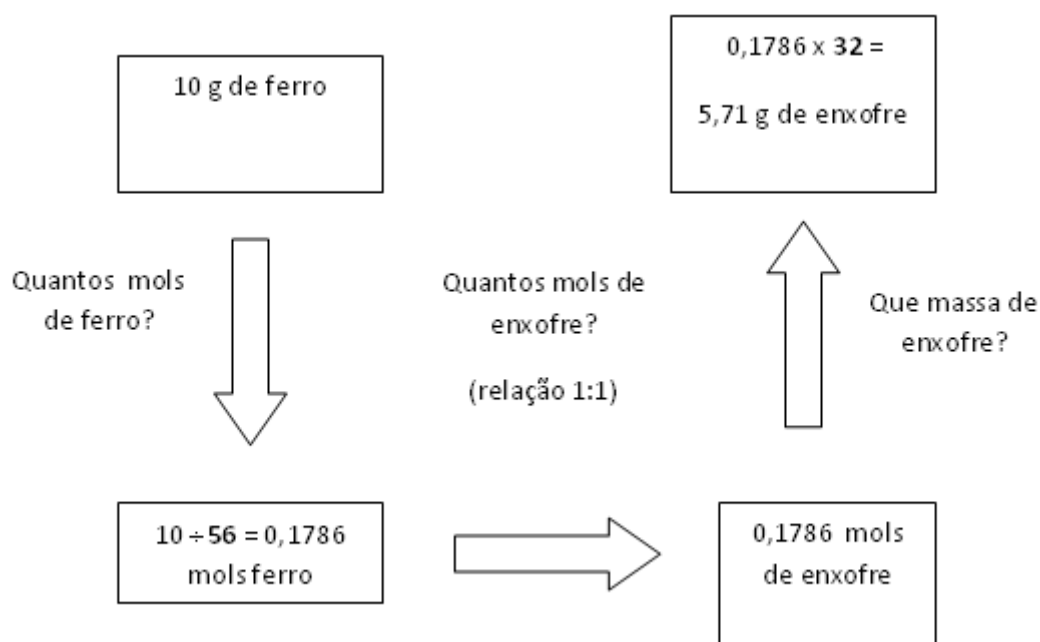 10 g de ferro
Quantos mols
de ferro?
10 ÷ 56 = 0,1786
mols ferro
Quantos mols de
enxofre?
(relação 1:1)
0,1786 mols
de enxofre
Que massa de
enxofre?
0,1786 x 32 =
5,71 g de enxofre